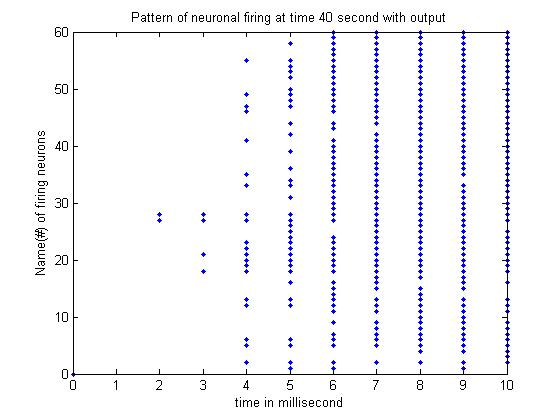 Pattern of neuronal firing at time 40 second with output
60
50
40
30
20
10
0
Name(#) of firing neurons
0 1 2 3 4 5 6 7 8 9 10
time in millisecond